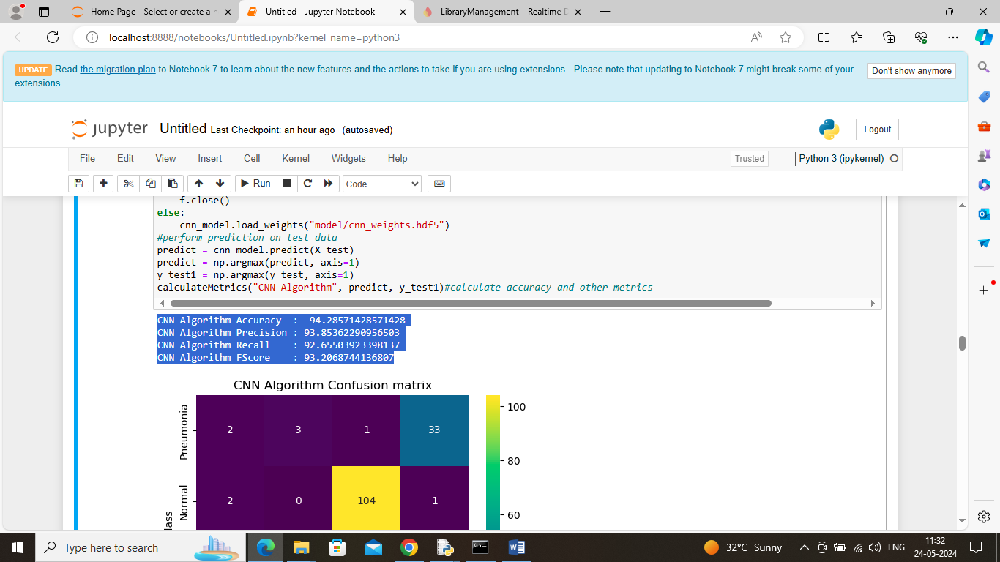 Home Page - Select or create a n
Untitled - Jupyter Notebook
LibraryManagement – Realtime D
localhost:8888/notebooks/Untitled.ipynb?kernel_name=python3
UPDATE Read the migration plan to Notebook 7 to learn about the new features and the actions to take if you are using extensions - Please note that updating to Notebook 7 might break some of your
extensions.
Don't show anymore
jupyter Untitled Last Checkpoint: an hour ago (autosaved)
Logout
File Edit View Insert Cell Kernel Widgets Help
Trusted
Python 3 (ipykernel)
Run
Code
f.close()
else:
cnn_model.load_weights("model/cnn_weights.hdf5")
#perform prediction on test data
predict = cnn_model.predict(X_test)
predict = np.argmax(predict, axis=1)
y_test1 = np.argmax(y_test, axis=1)
calculateMetrics("CNN Algorithm", predict, y_test1)#calculate accuracy and other metrics
CNN Algorithm Accuracy  :  94.28571428571428
CNN Algorithm Precision : 93.85362290956503
CNN Algorithm Recall    : 92.65503923398137
CNN Algorithm FScore    : 93.2068744136807
CNN Algorithm Confusion matrix
Pneumonia
2 3 1 33
Normal
2 0 104 1
lass
100
80
60
Type here to search
32°C Sunny
ENG
11:32
24-05-2024